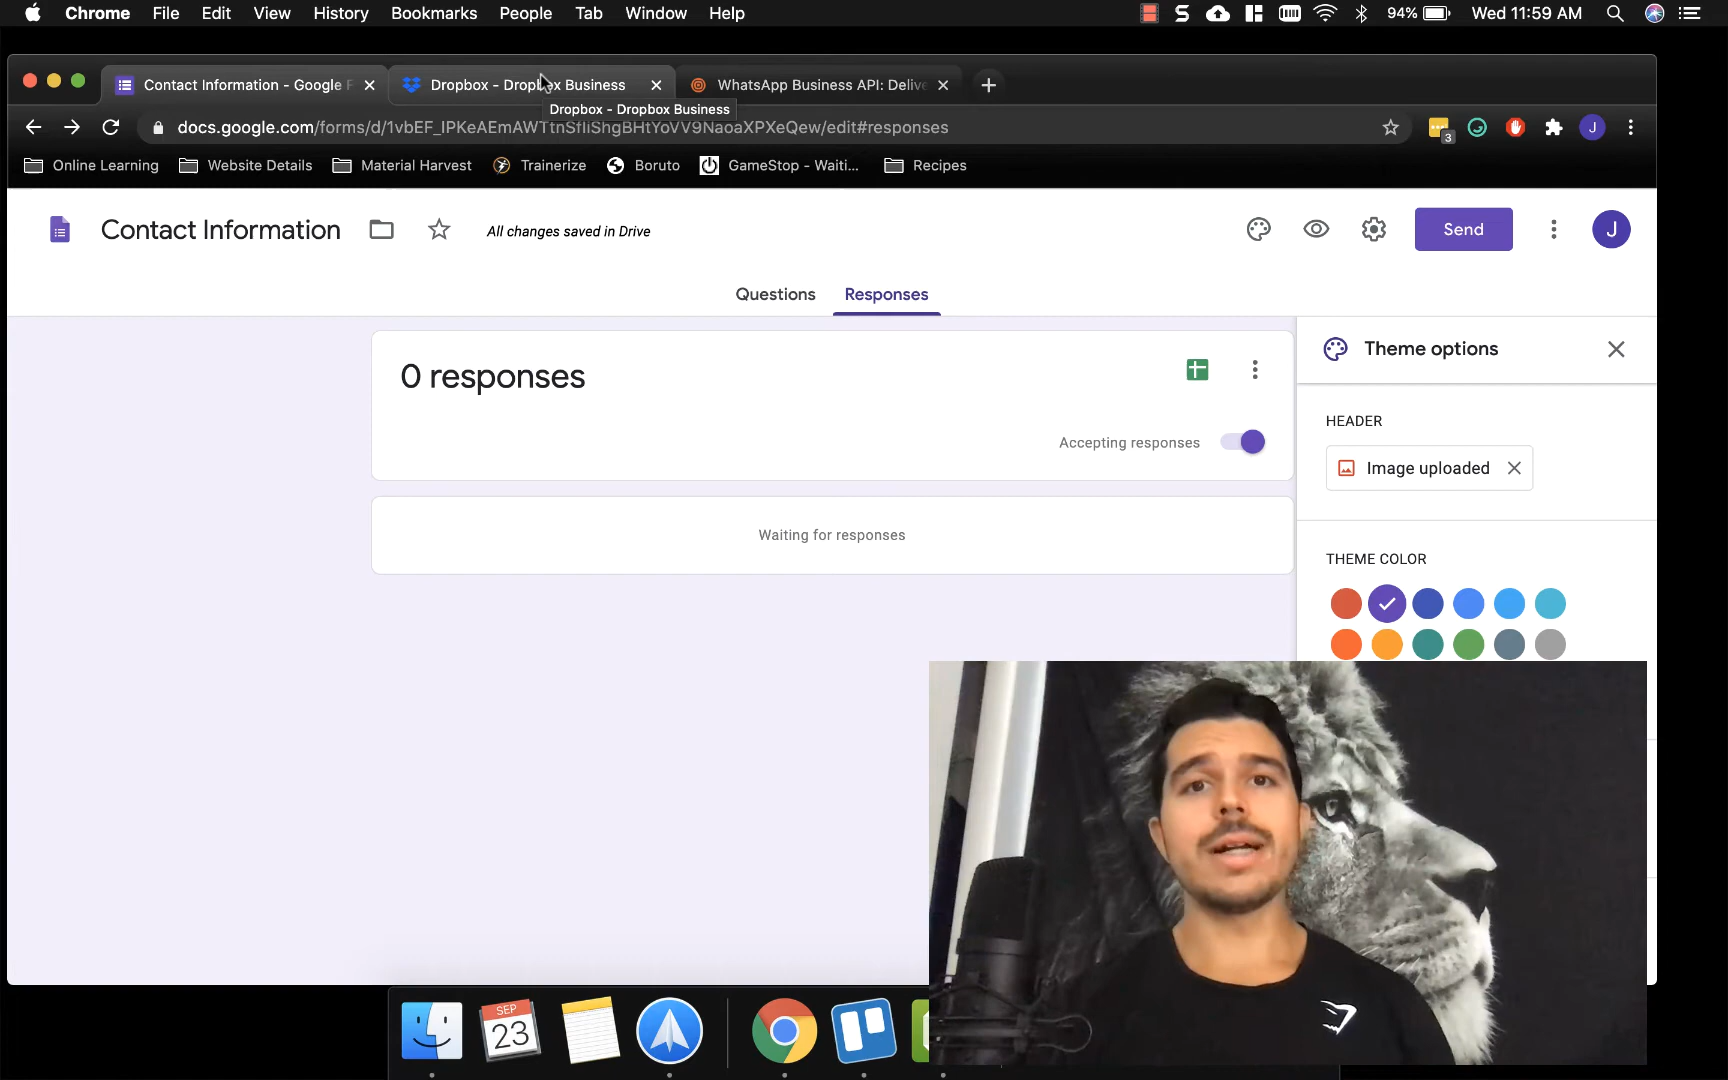 Chrome File Edit View History Bookmarks People Tab Window Help 94% Wed 11:59 AM
Contact Information - Google F
Dropbox - Dropbox Business
WhatsApp Business API: Delive
Dropbox - Dropbox Business
docs.google.com/forms/d/
/edit#responses
3
J
Online Learning Website Details Material Harvest Trainerize Boruto GameStop - Waiti... Recipes
Contact Information
All changes saved in Drive
Send
J
Questions Responses
0 responses
Accepting responses
Waiting for responses
Theme options
HEADER
Image uploaded
THEME COLOR
SEP
23